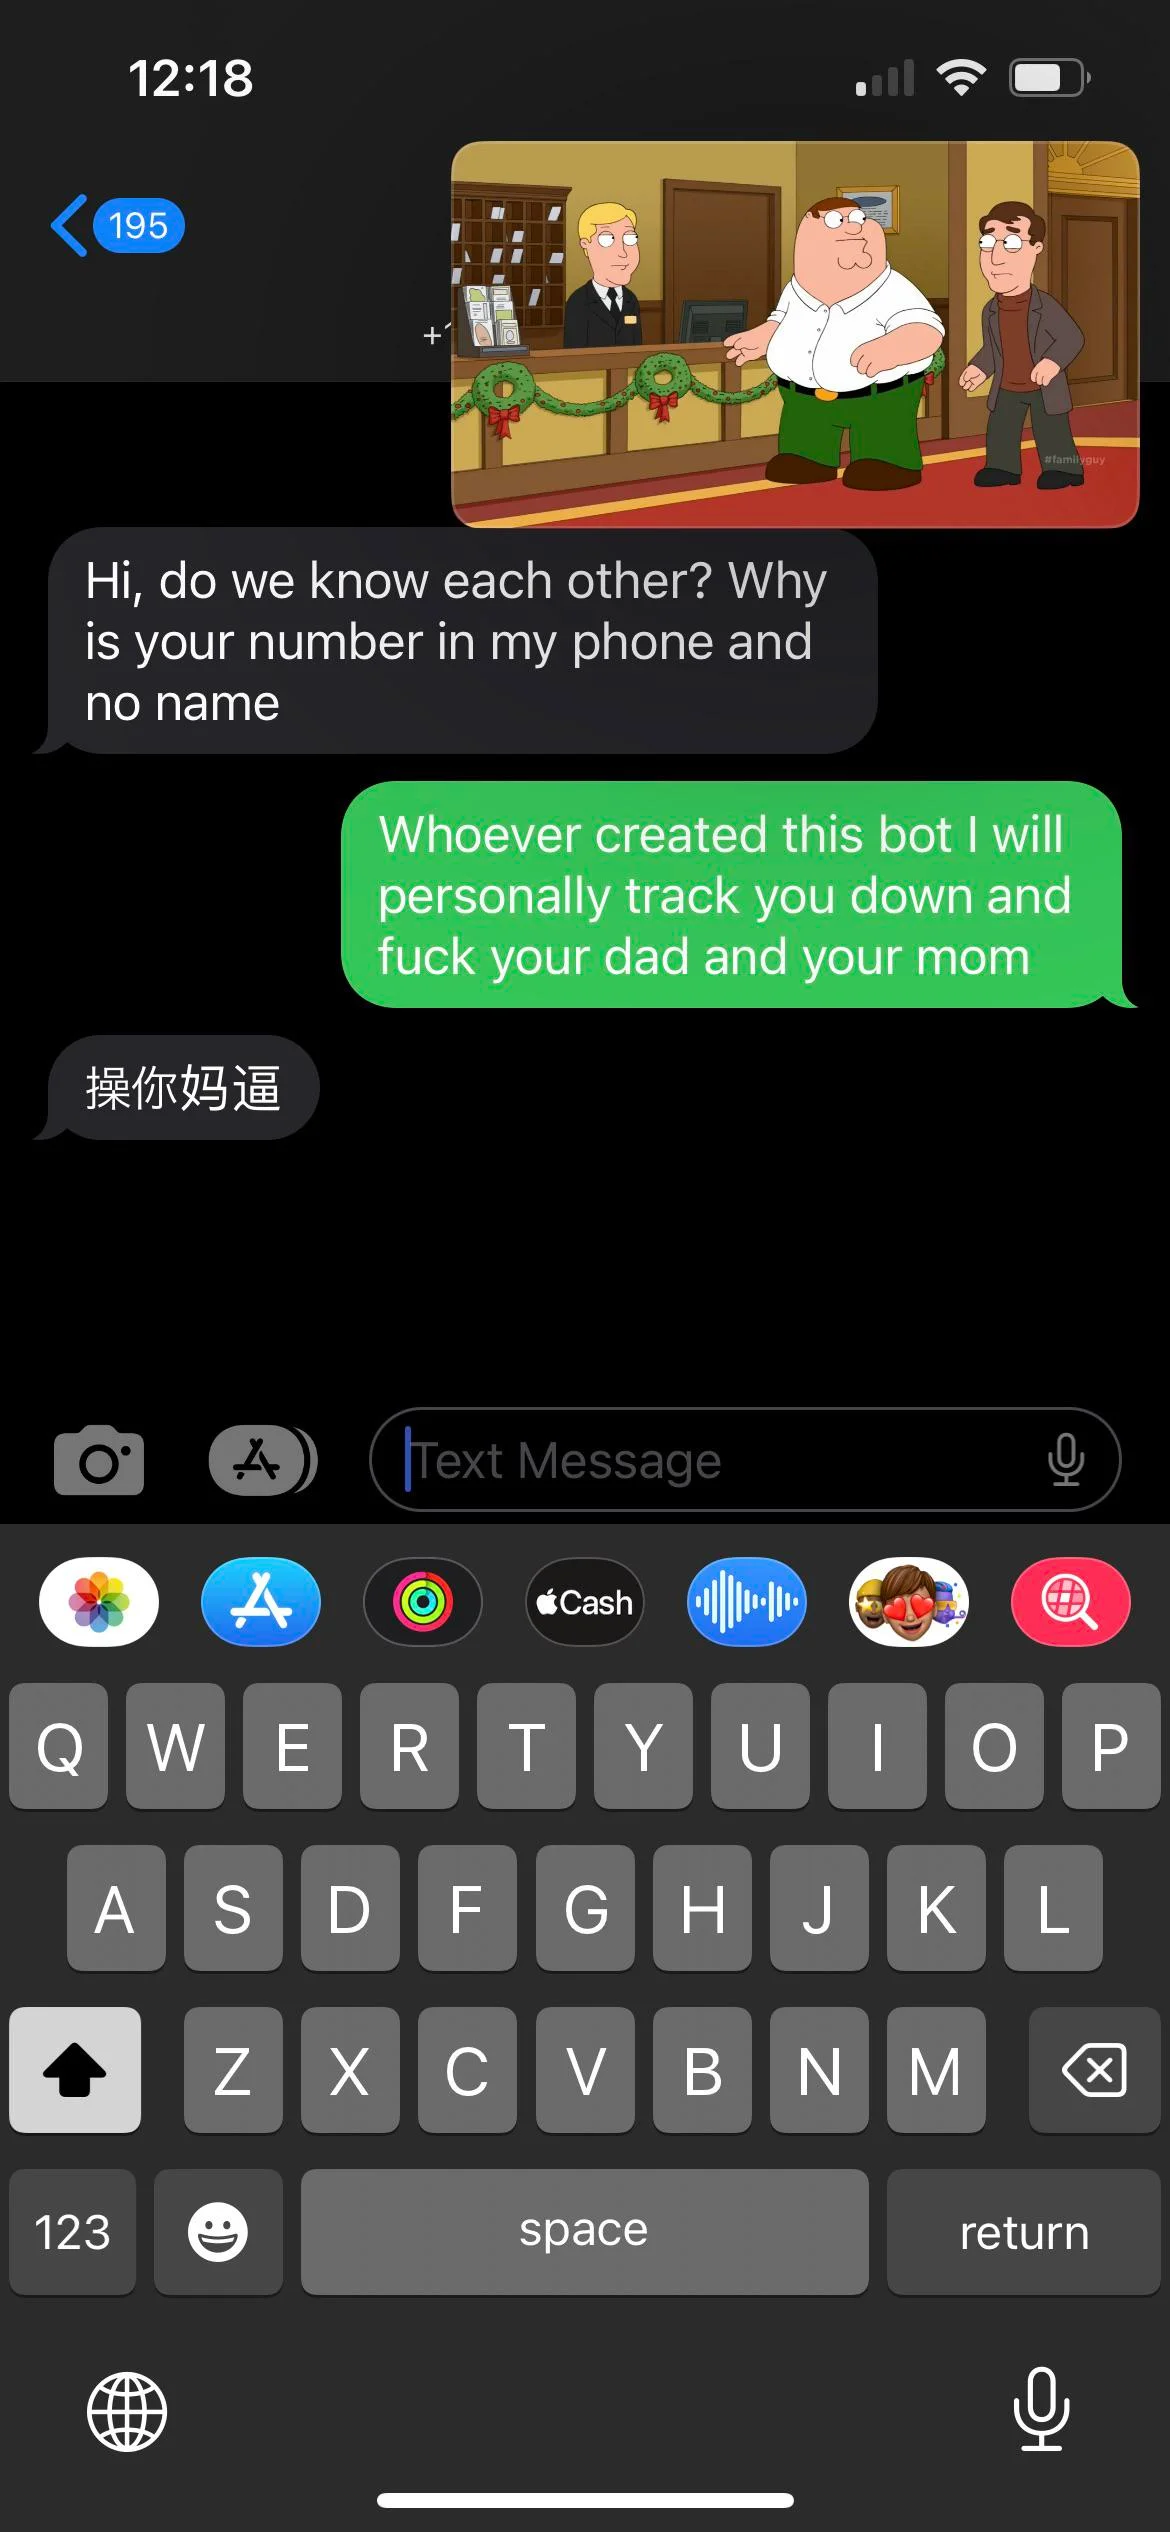 12:18
195
+1
#familyguy
Hi, do we know each other? Why
is your number in my phone and
no name
Whoever created this bot I will
personally track you down and
fuck your dad and your mom
操你妈逼
Text Message
Cash
Q W E R T Y U I O P
A S D F G H J K L
Z X C V B N M
123 space return